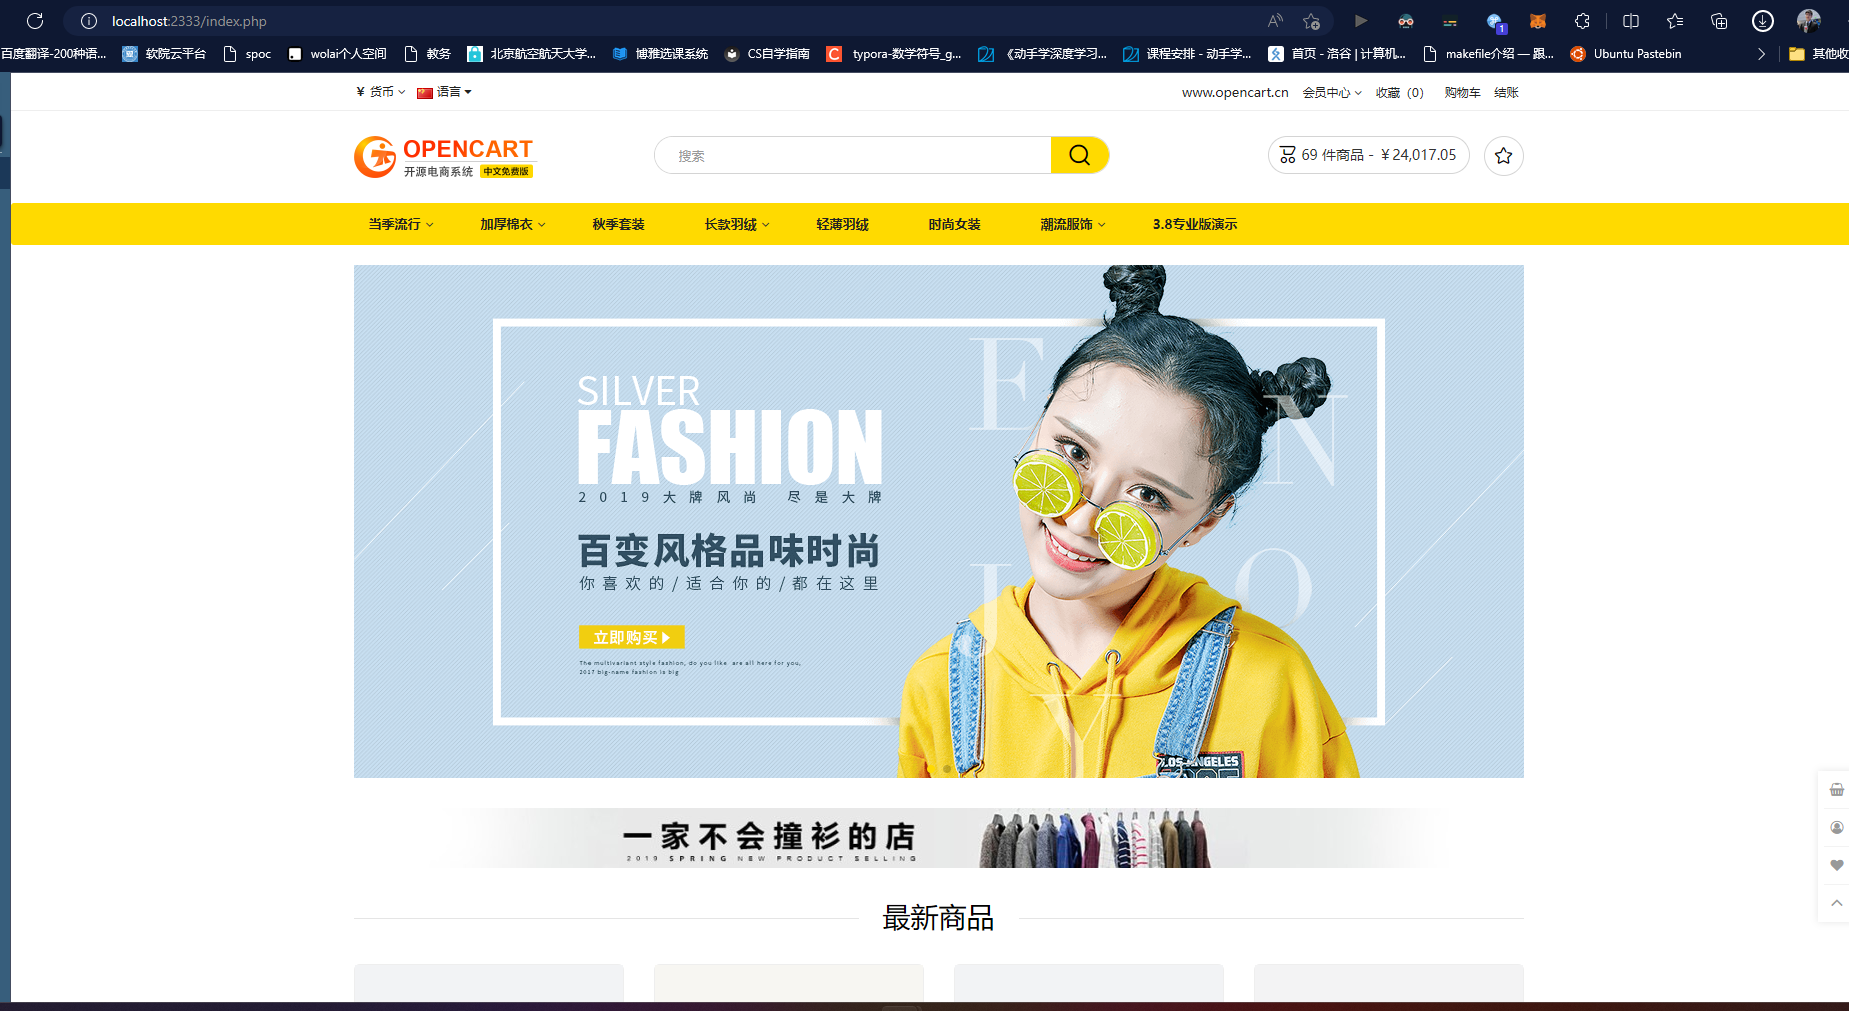 localhost:2333/index.php
百度翻译-200种语... 软院云平台 spoc wolai个人空间 教务 北京航空航天大学... 博雅选课系统 CS自学指南 typora-数学符号_g... 《动手学深度学习... 课程安排 - 动手学... 首页 - 洛谷 | 计算机... makefile介绍 — 跟... Ubuntu Pastebin 其他收
¥ 货币 语言 www.opencart.cn 会员中心 收藏（0） 购物车 结账
OPENCART
开源电商系统 中文免费版
搜索
69 件商品 - ￥24,017.05
当季流行 加厚棉衣 秋季套装 长款羽绒 轻薄羽绒 时尚女装 潮流服饰 3.8专业版演示
E N J O Y
SILVER
FASHION
2019大牌风尚 尽是大牌
百变风格品味时尚
你喜欢的/适合你的/都在这里
立即购买
The multivariant style fashion, do you like are all here for you,
2017 big-name fashion is big
LOS ANGELES
一家不会撞衫的店
2019 SPRING NEW PRODUCT SELLING
最新商品
1